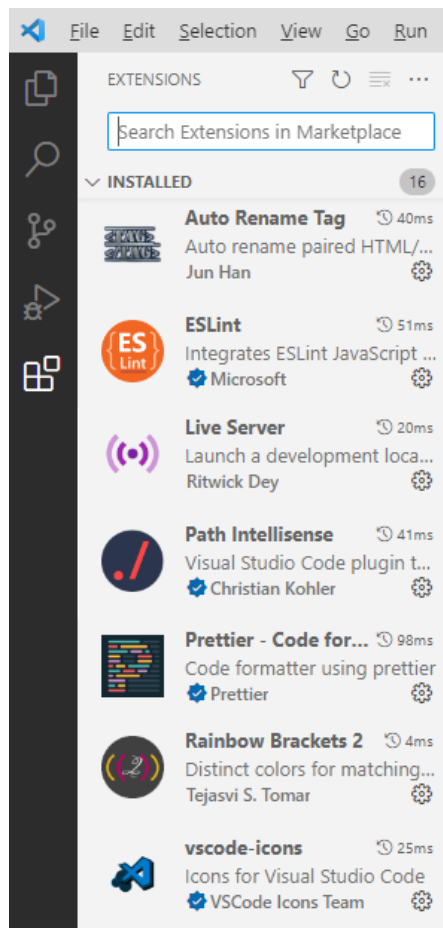 File Edit Selection View Go Run
EXTENSIONS
Search Extensions in Marketplace
INSTALLED 16
Auto Rename Tag 40ms
Auto rename paired HTML/...
Jun Han
ES
Lint
ESLint 51ms
Integrates ESLint JavaScript ...
Microsoft
Live Server 20ms
Launch a development loca...
Ritwick Dey
./
Path Intellisense 41ms
Visual Studio Code plugin t...
Christian Kohler
Prettier - Code for... 98ms
Code formatter using prettier
Prettier
((2))
Rainbow Brackets 2 4ms
Distinct colors for matching...
Tejasvi S. Tomar
vscode-icons 25ms
Icons for Visual Studio Code
VSCode Icons Team